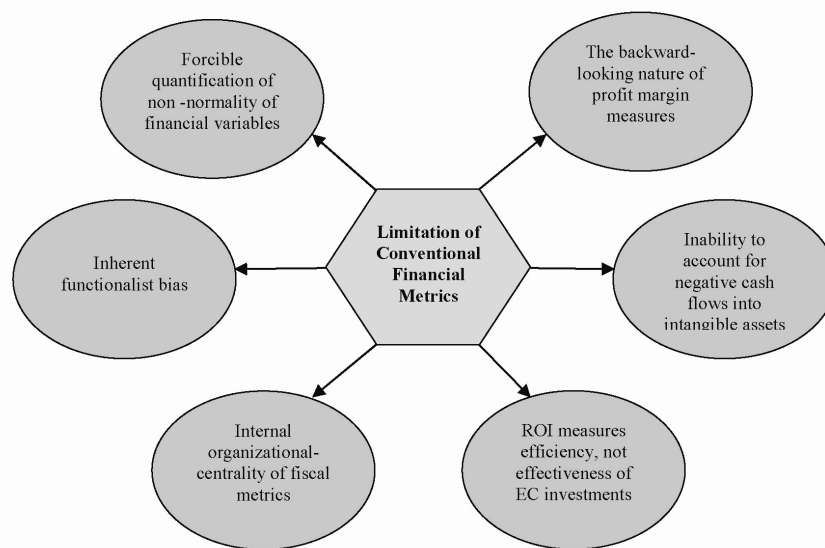 Forcible
quantification of
non -normality of
financial variables
The backward-
looking nature of
profit margin
measures
Limitation of
Conventional
Financial
Metrics
Inherent
functionalist bias
Inability to
account for
negative cash
flows into
intangible assets
Internal
organizational-
centrality of fiscal
metrics
ROI measures
efficiency, not
effectiveness of
EC investments